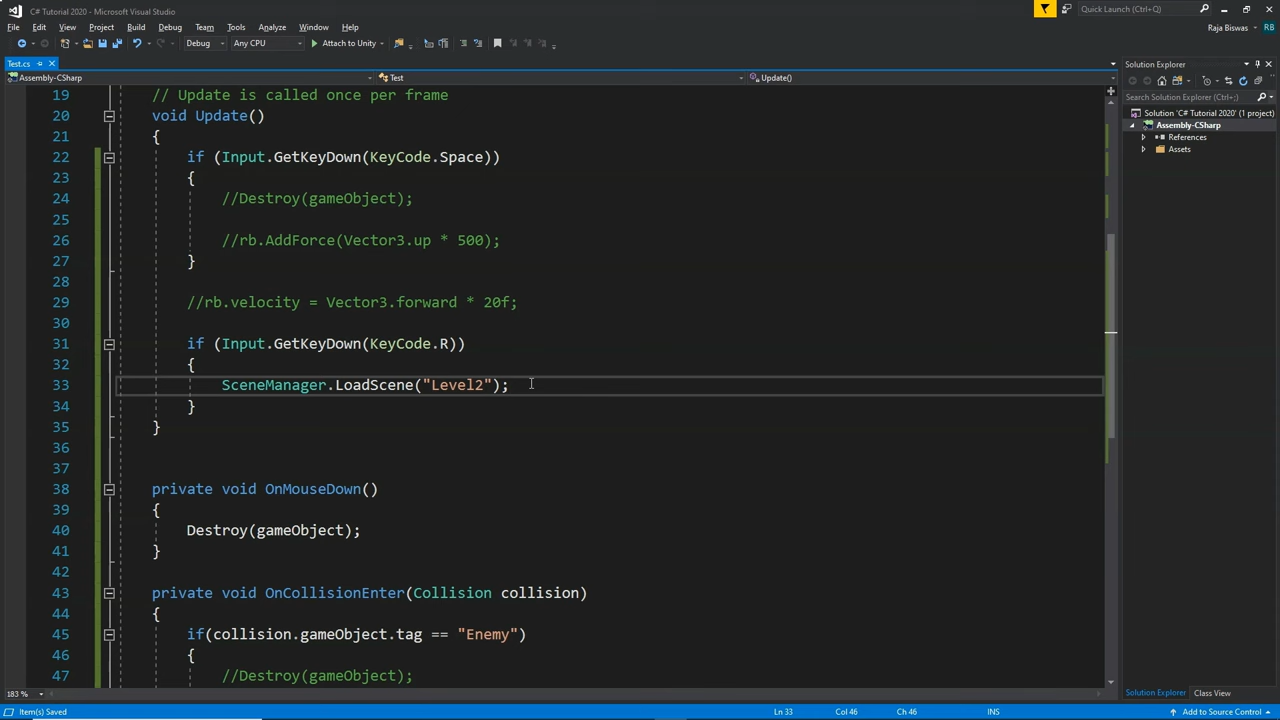 C# Tutorial 2020 - Microsoft Visual Studio
Quick Launch (Ctrl+Q)
File Edit View Project Build Debug Team Tools Analyze Window Help
Raja Biswas RB
Debug Any CPU Attach to Unity
Test.cs
Solution Explorer
Assembly-CSharp Test Update()
Search Solution Explorer (Ctrl+;)
Solution 'C# Tutorial 2020' (1 project)
Assembly-CSharp
References
Assets
19 // Update is called once per frame
20 void Update()
21 {
22 if (Input.GetKeyDown(KeyCode.Space))
23 {
24 //Destroy(gameObject);
25
26 //rb.AddForce(Vector3.up * 500);
27 }
28
29 //rb.velocity = Vector3.forward * 20f;
30
31 if (Input.GetKeyDown(KeyCode.R))
32 {
33 SceneManager.LoadScene("Level2");
34 }
35 }
36
37
38 private void OnMouseDown()
39 {
40 Destroy(gameObject);
41 }
42
43 private void OnCollisionEnter(Collision collision)
44 {
45 if(collision.gameObject.tag == "Enemy")
46 {
47 //Destroy(gameObject);
183 %
Solution Explorer Class View
Item(s) Saved Ln 33 Col 46 Ch 46 INS Add to Source Control